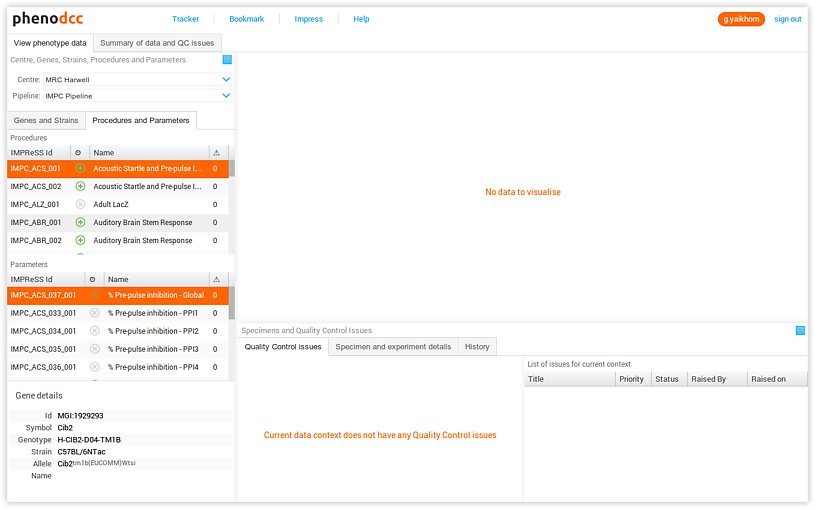 phenodcc Tracker Bookmark Impress Help g.yaikhom sign out
View phenotype data Summary of data and QC issues
Centre, Genes, Strains, Procedures and Parameters
Centre: MRC Harwell
Pipeline: IMPC Pipeline
Genes and Strains Procedures and Parameters
Procedures
IMPReSS Id Name
IMPC_ACS_001 Acoustic Startle and Pre-pulse I... 0
IMPC_ACS_002 Acoustic Startle and Pre-pulse I... 0
IMPC_ALZ_001 Adult LacZ 0
IMPC_ABR_001 Auditory Brain Stem Response 0
IMPC_ABR_002 Auditory Brain Stem Response 0
Parameters
IMPReSS Id Name
IMPC_ACS_037_001 % Pre-pulse inhibition - Global 0
IMPC_ACS_033_001 % Pre-pulse inhibition - PPI1 0
IMPC_ACS_034_001 % Pre-pulse inhibition - PPI2 0
IMPC_ACS_035_001 % Pre-pulse inhibition - PPI3 0
IMPC_ACS_036_001 % Pre-pulse inhibition - PPI4 0
Gene details
Id MGI:1929293
Symbol Cib2
Genotype H-CIB2-D04-TM1B
Strain C57BL/6NTac
Allele Cib2tm1b(EUCOMM)Wtsi
Name
No data to visualise
Specimens and Quality Control Issues
Quality Control issues Specimen and experiment details History
Current data context does not have any Quality Control issues
List of issues for current context
Title Priority Status Raised By Raised on